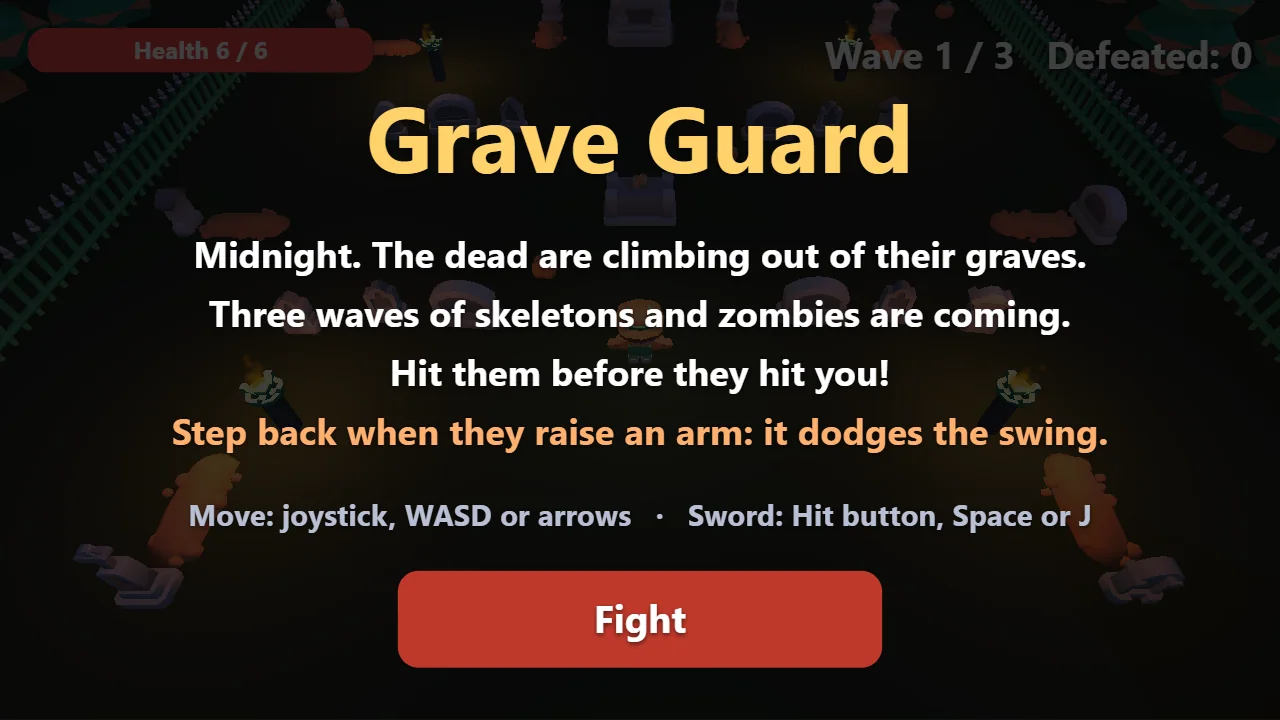 Health 6 / 6
Wave 1 / 3 Defeated: 0
Grave Guard
Midnight. The dead are climbing out of their graves.
Three waves of skeletons and zombies are coming.
Hit them before they hit you!
Step back when they raise an arm: it dodges the swing.
Move: joystick, WASD or arrows · Sword: Hit button, Space or J
Fight